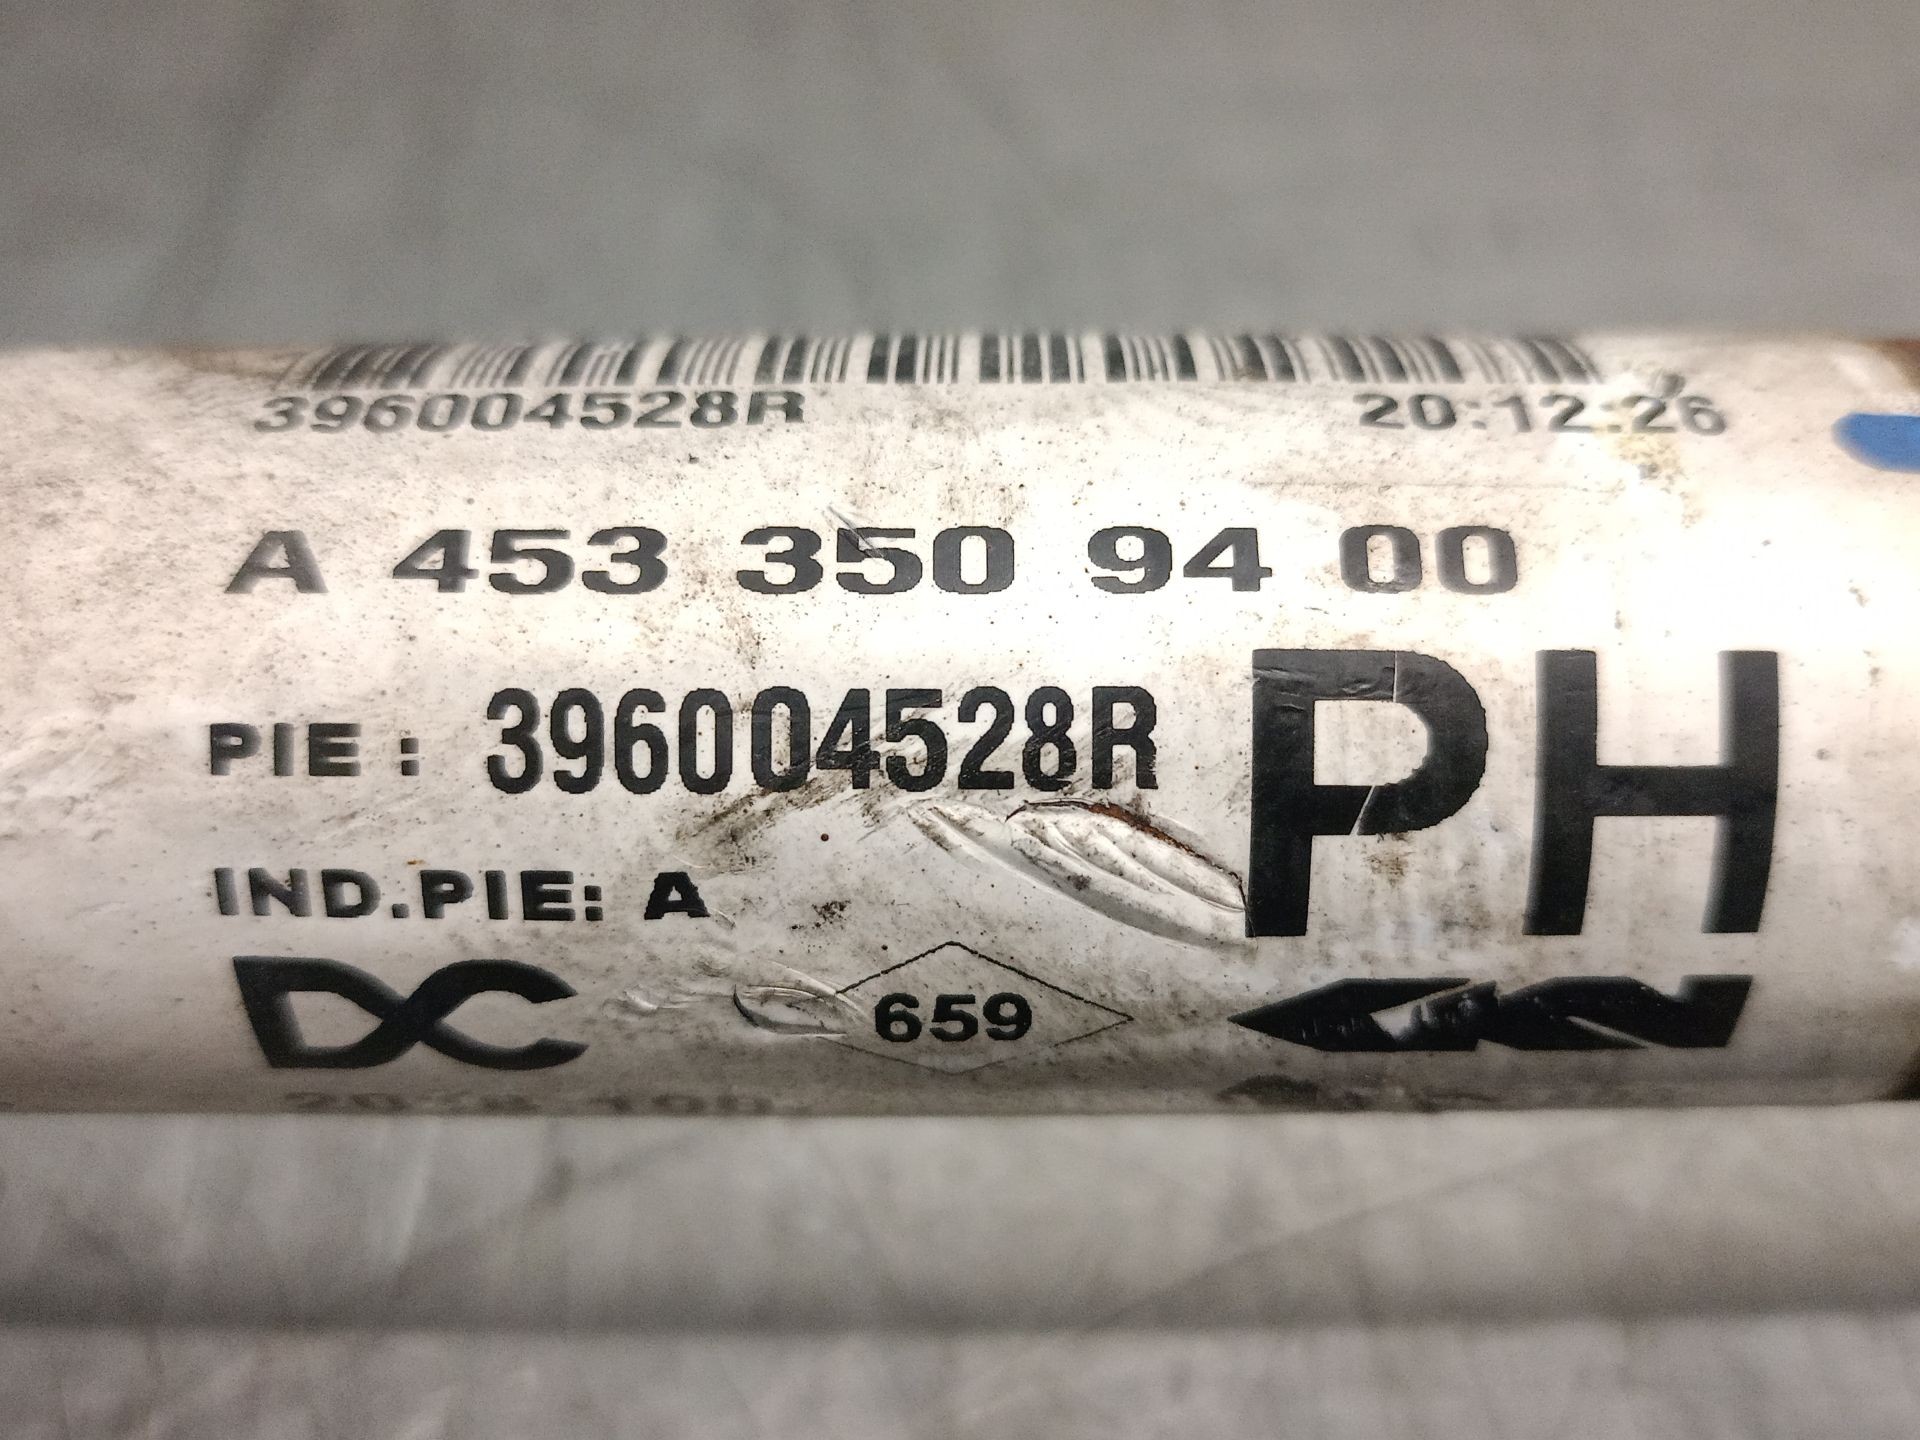 396004528R 20:12:26
A 453 350 94 00
PIE : 396004528R PH
IND.PIE: A
DC 659